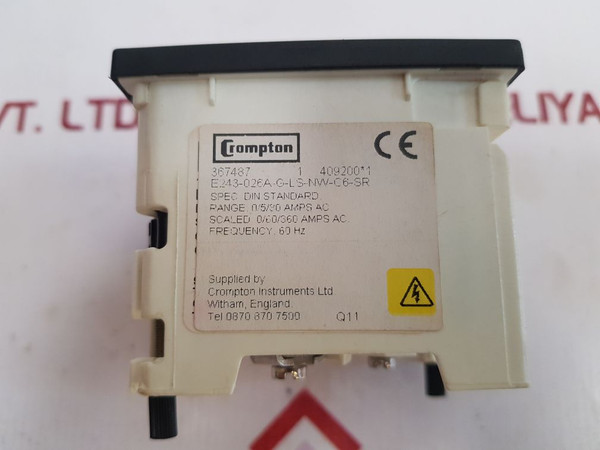 Crompton CE
367487 1 409200*1
E243-026A-G-LS-NW-C6-SR
SPEC: DIN STANDARD
RANGE: 0/5/30 AMPS AC
SCALED: 0/60/360 AMPS AC
FREQUENCY: 60 Hz
Supplied by
Crompton Instruments Ltd
Witham, England.
Tel 0870 870 7500 Q11
VT. LTD
LIYA